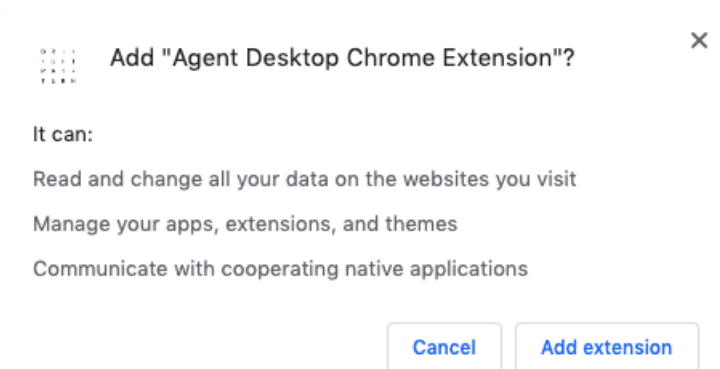 Add "Agent Desktop Chrome Extension"?
It can:
Read and change all your data on the websites you visit
Manage your apps, extensions, and themes
Communicate with cooperating native applications
Cancel
Add extension